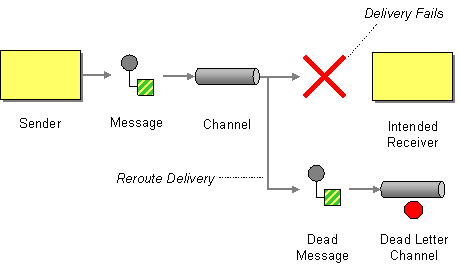 Delivery Fails
Sender
Message
Channel
Intended
Receiver
Reroute Delivery
Dead
Message
Dead Letter
Channel